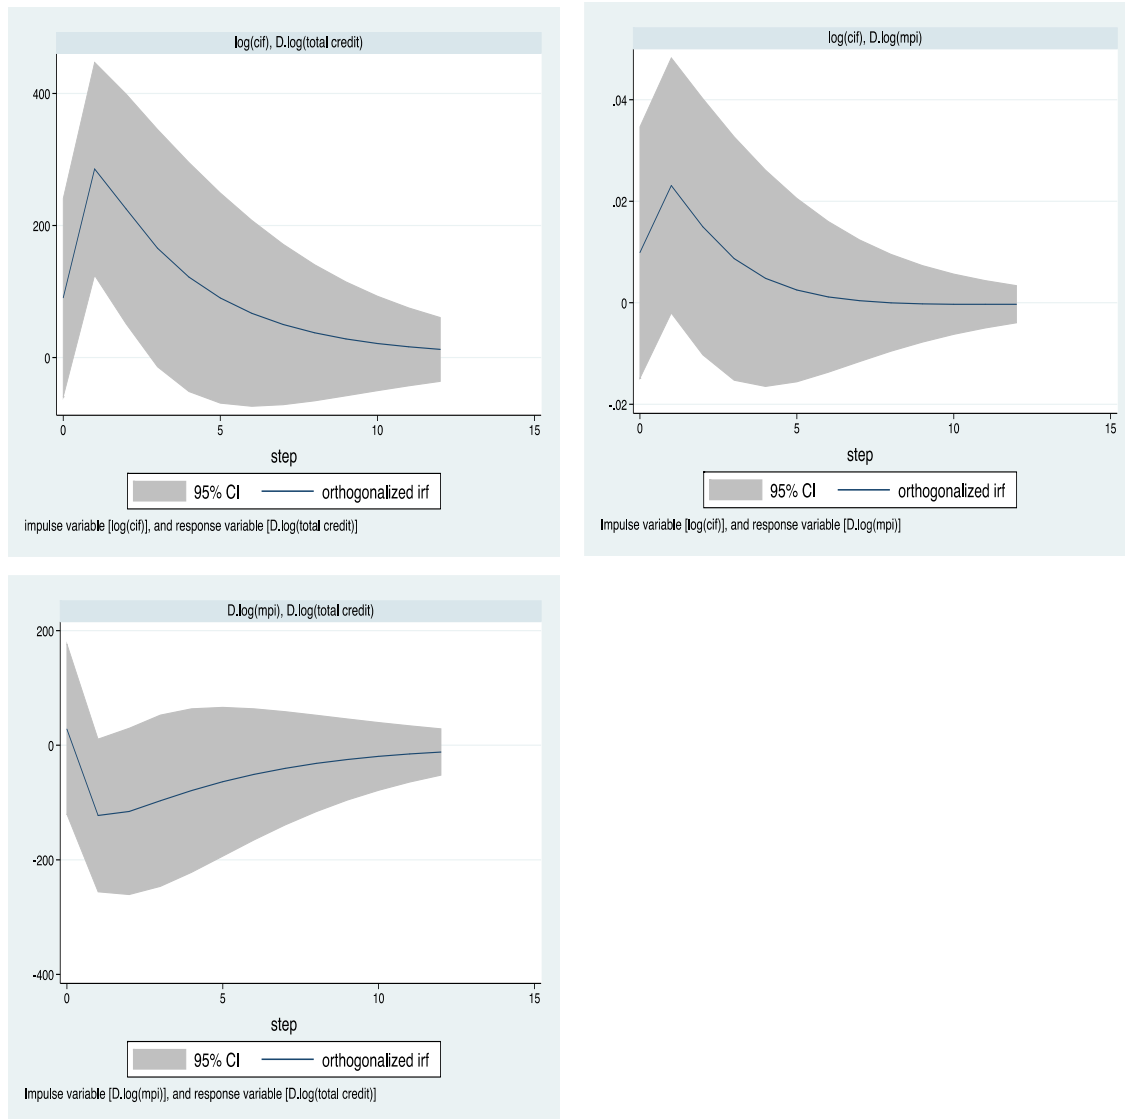 log(cif), D.log(total credit)
400
200
0
0
5
10
15
step
95% CI
orthogonalized irf
impulse variable [log(cif)], and response variable [D.log(total credit)]
log(cif), D.log(mpi)
.04
.02
0
-.02
0
5
10
15
step
95% CI
orthogonalized irf
Impulse variable [log(cif)], and response variable [D.log(mpi)]
D.log(mpi), D.log(total credit)
200
0
-200
-400
0
5
10
15
step
95% CI
orthogonalized irf
Impulse variable [D.log(mpi)], and response variable [D.log(total credit)]